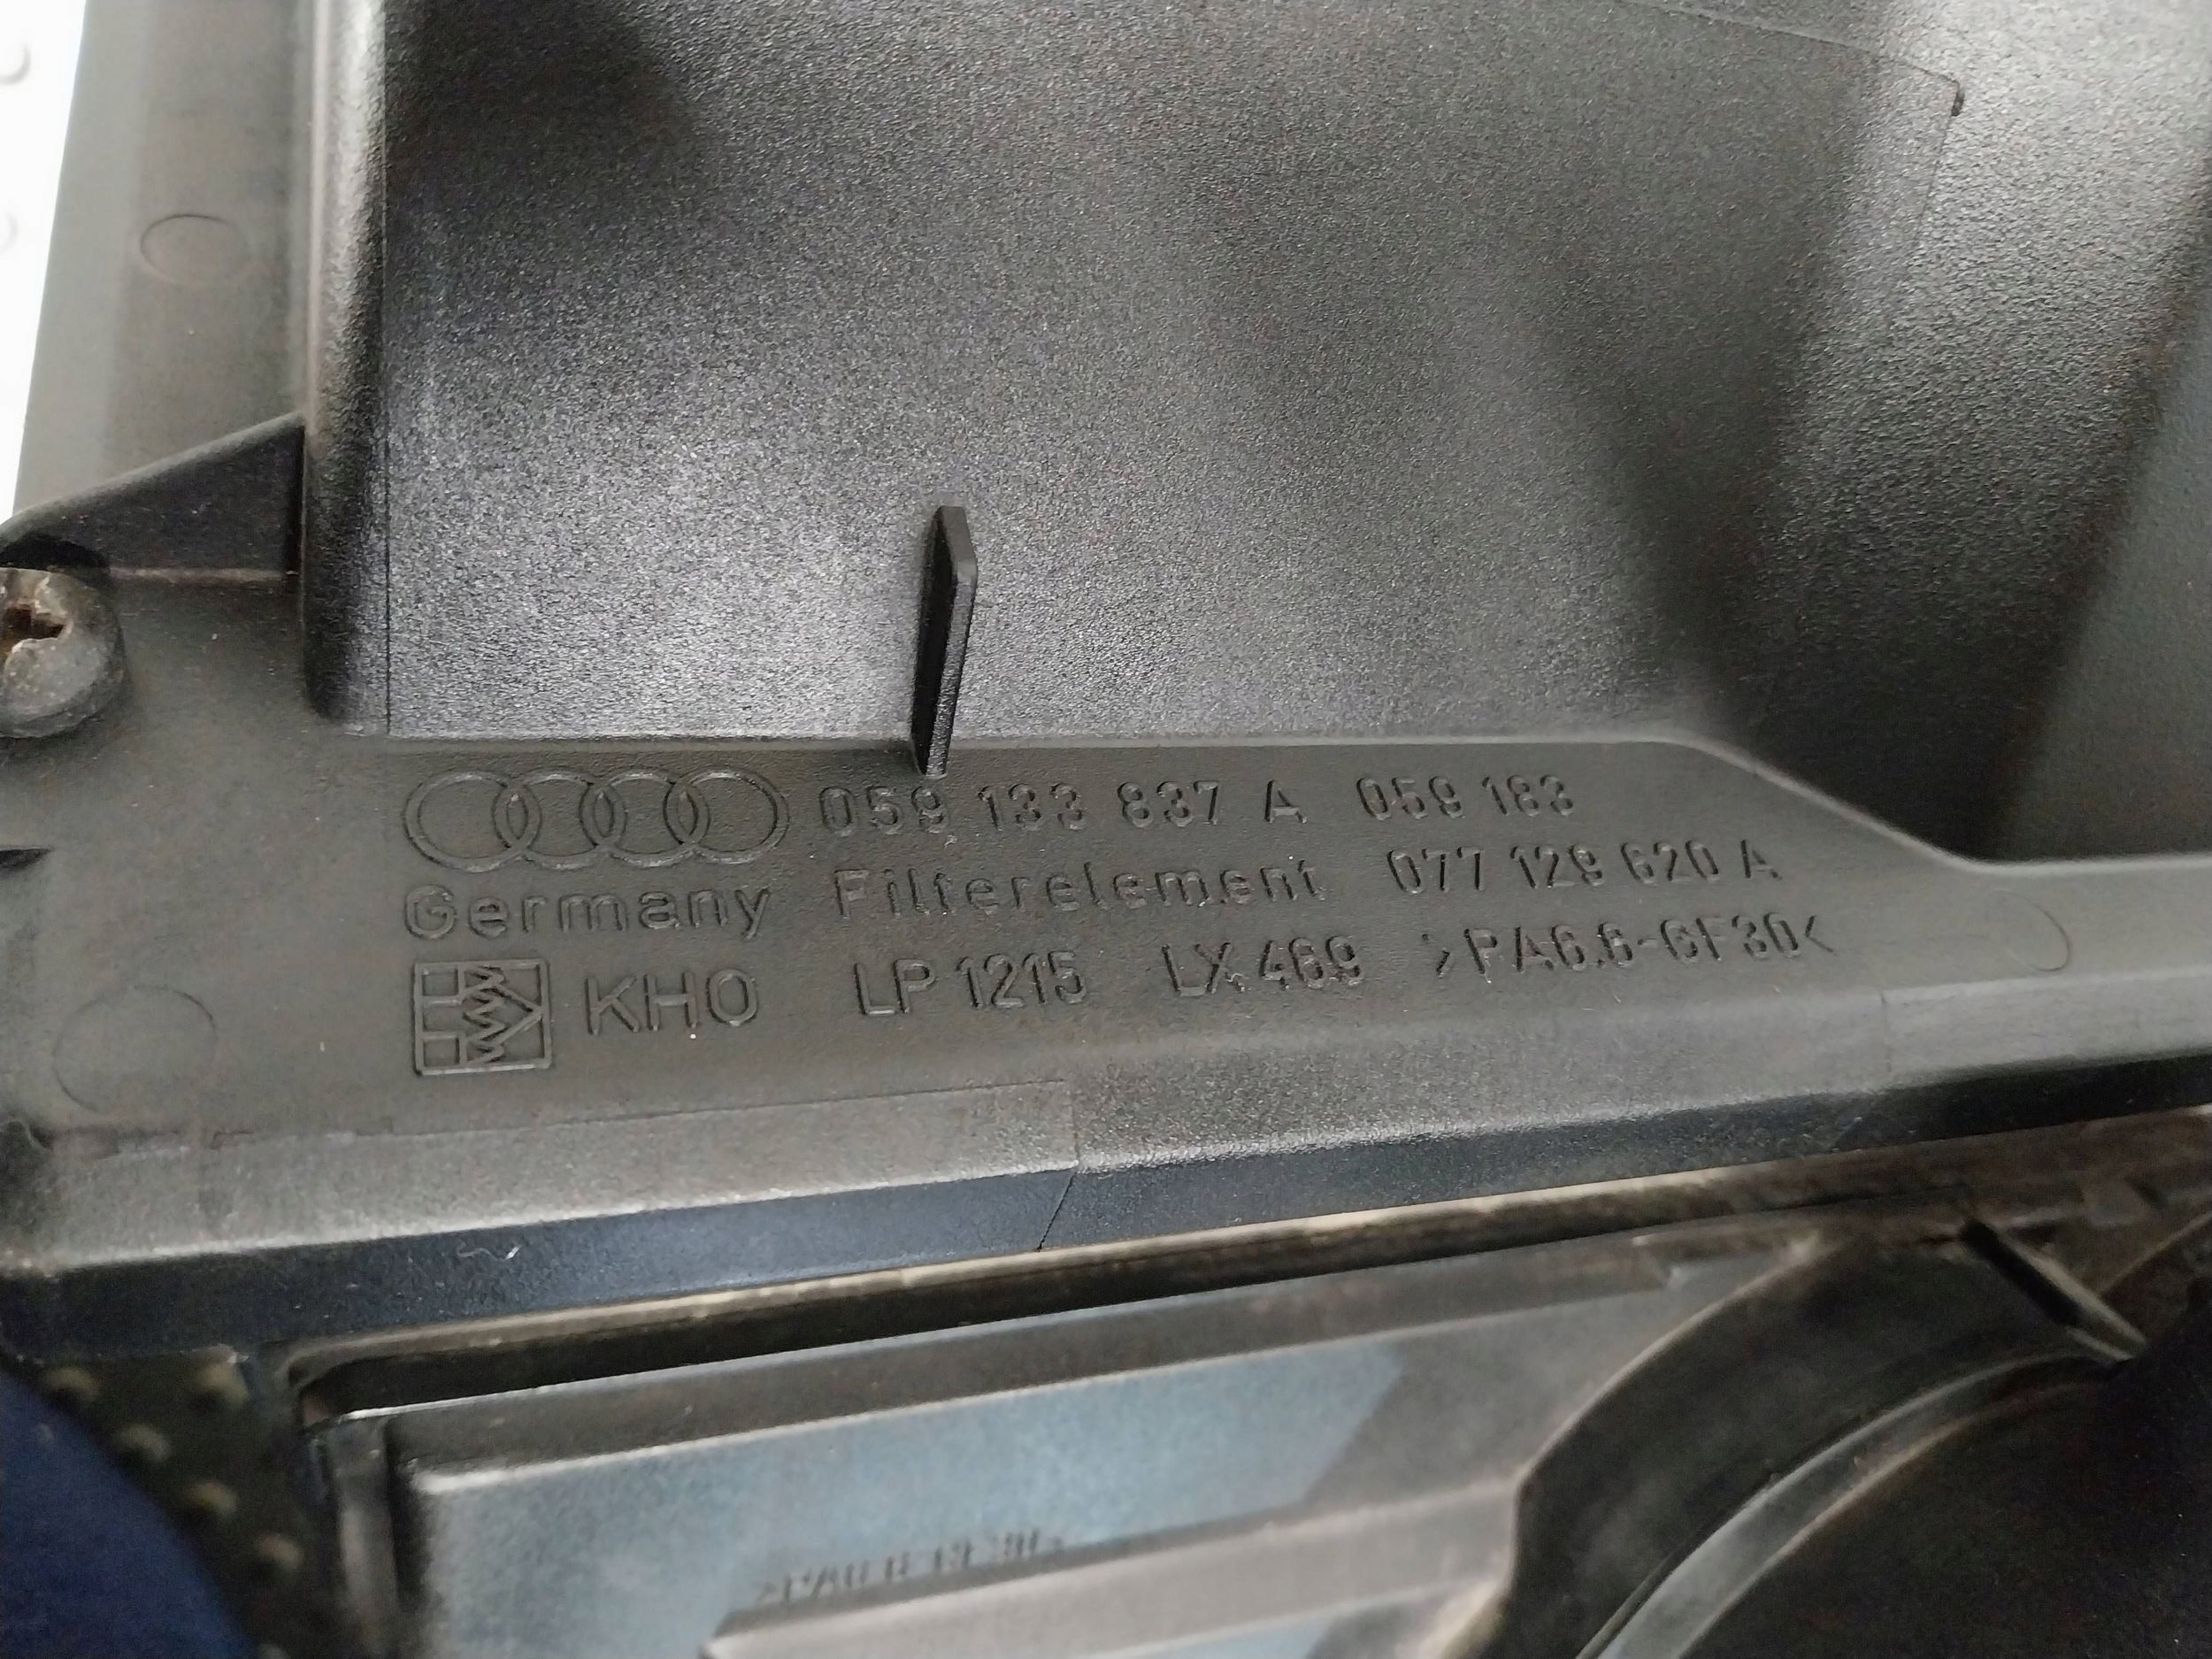 059 133 837 A 059 183
Germany Filterelement 077 129 620 A
KHO LP 1215 LX 469 >PA6.6-GF30<